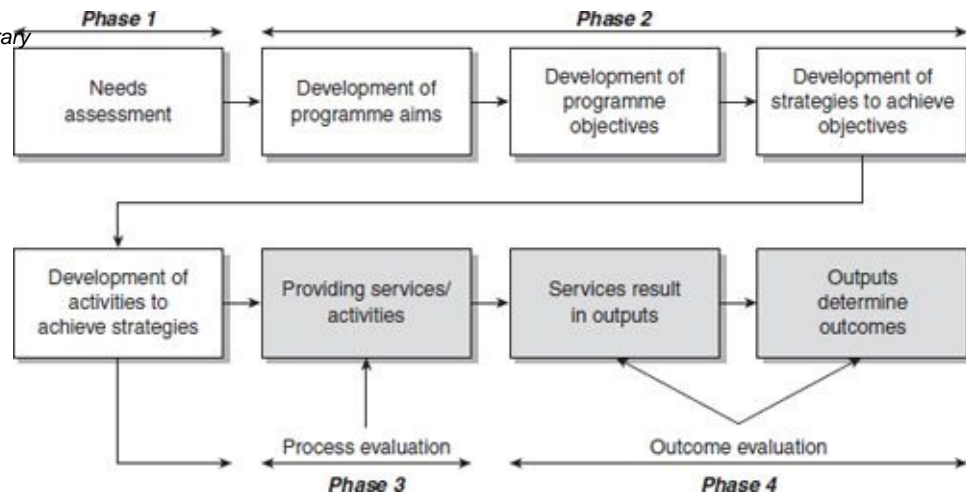 Phase 1
Phase 2
rary
Needs
assessment
Development of
programme aims
Development of
programme
objectives
Development of
strategies to achieve
objectives
Development of
activities to
achieve strategies
Providing services/
activities
Services result
in outputs
Outputs
determine
outcomes
Process evaluation
Outcome evaluation
Phase 3
Phase 4